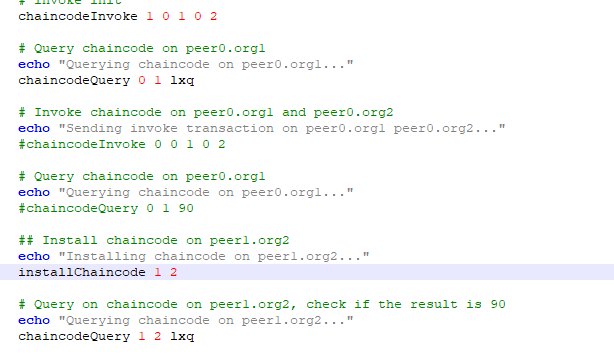 # Invoke init
chaincodeInvoke 1 0 1 0 2
# Query chaincode on peer0.org1
echo "Querying chaincode on peer0.org1..."
chaincodeQuery 0 1 lxq
# Invoke chaincode on peer0.org1 and peer0.org2
echo "Sending invoke transaction on peer0.org1 peer0.org2..."
#chaincodeInvoke 0 0 1 0 2
# Query chaincode on peer0.org1
echo "Querying chaincode on peer0.org1..."
#chaincodeQuery 0 1 90
## Install chaincode on peer1.org2
echo "Installing chaincode on peer1.org2..."
installChaincode 1 2
# Query on chaincode on peer1.org2, check if the result is 90
echo "Querying chaincode on peer1.org2..."
chaincodeQuery 1 2 lxq